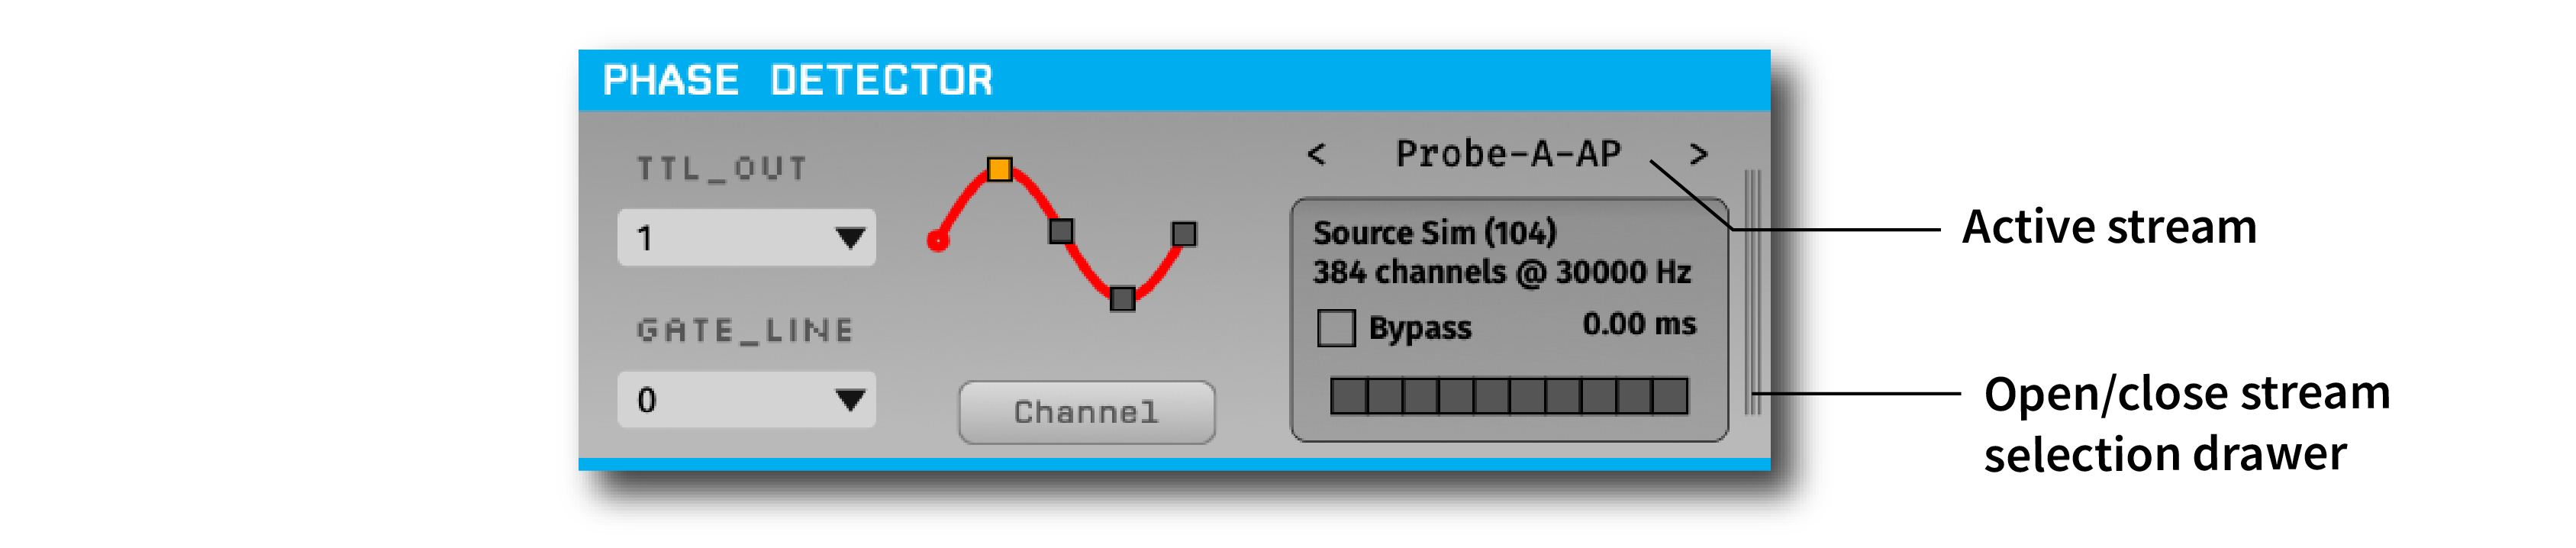 PHASE DETECTOR
TTL_OUT
1
GATE_LINE
0
Channel
< Probe-A-AP >
Source Sim (104)
384 channels @ 30000 Hz
Bypass 0.00 ms
Active stream
Open/close stream
selection drawer